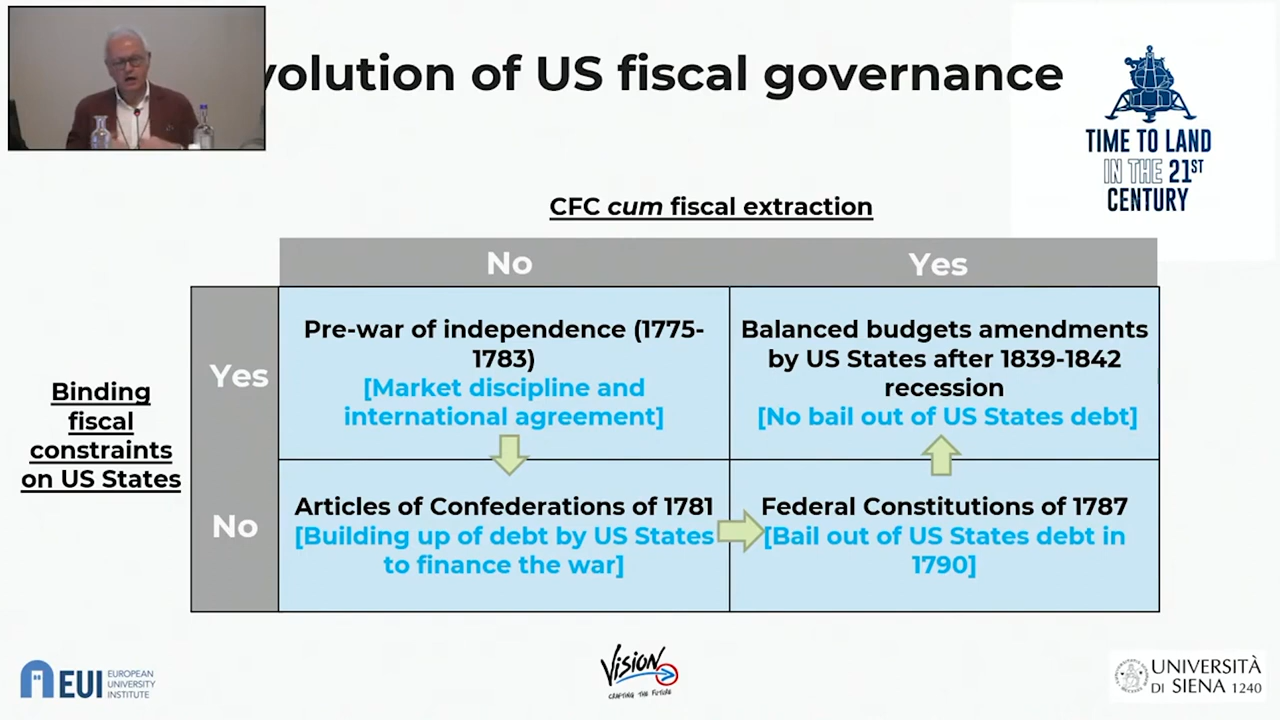 volution of US fiscal governance
TIME TO LAND
IN THE 21ST
CENTURY
CFC cum fiscal extraction
No
Yes
Binding
fiscal
constraints
on US States
Yes
Pre-war of independence (1775-
1783)
[Market discipline and
international agreement]
Balanced budgets amendments
by US States after 1839-1842
recession
[No bail out of US States debt]
No
Articles of Confederations of 1781
[Building up of debt by US States
to finance the war]
Federal Constitutions of 1787
[Bail out of US States debt in
1790]
EUI
EUROPEAN
UNIVERSITY
INSTITUTE
VISION
CRAFTING THE FUTURE
UNIVERSITÀ
DI SIENA 1240